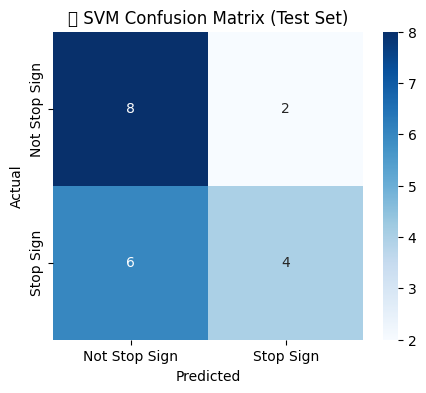 ▯ SVM Confusion Matrix (Test Set)
Actual
Not Stop Sign
Stop Sign
8
2
6
4
Not Stop Sign
Stop Sign
Predicted
8
7
6
5
4
3
2